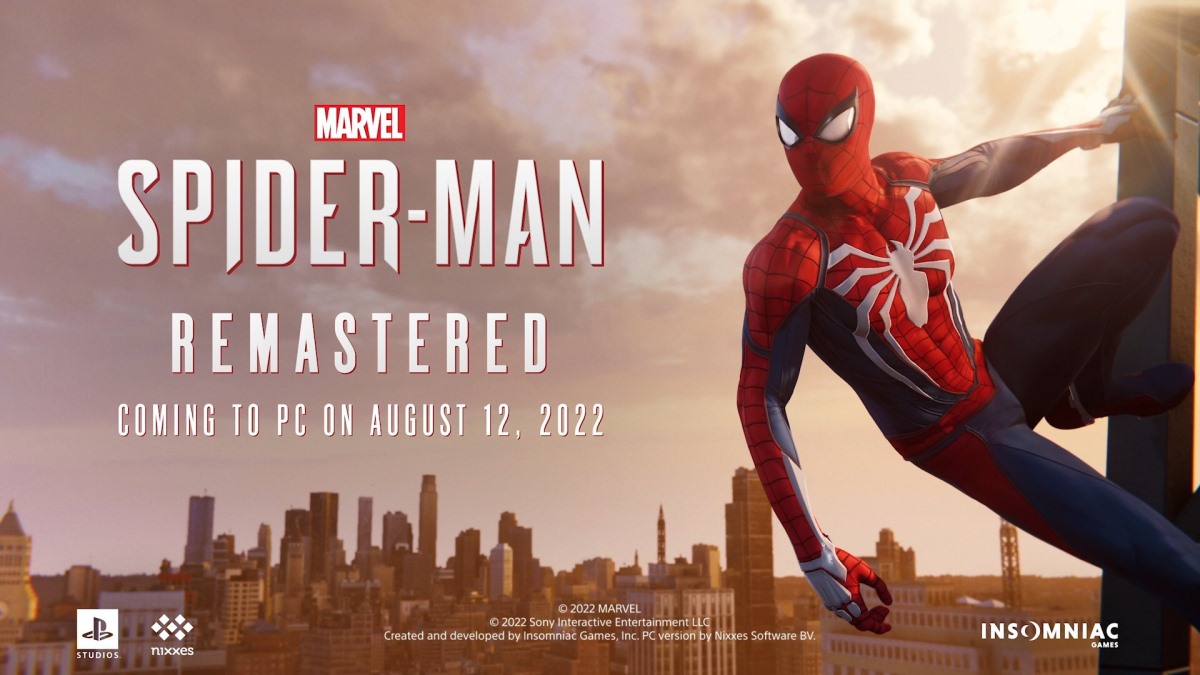 MARVEL
SPIDER-MAN
REMASTERED
COMING TO PC ON AUGUST 12, 2022
© 2022 MARVEL
© 2022 Sony Interactive Entertainment LLC
Created and developed by Insomniac Games, Inc. PC version by Nixxes Software BV.
STUDIOS
nixxes
INSOMNIAC
GAMES